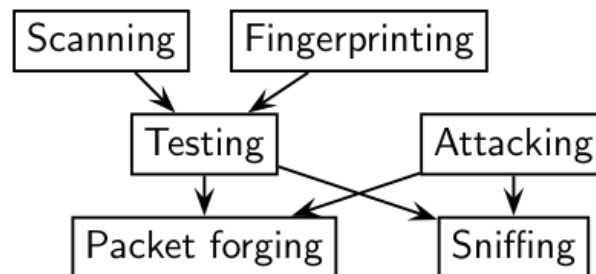 Scanning
Fingerprinting
Testing
Attacking
Packet forging
Sniffing